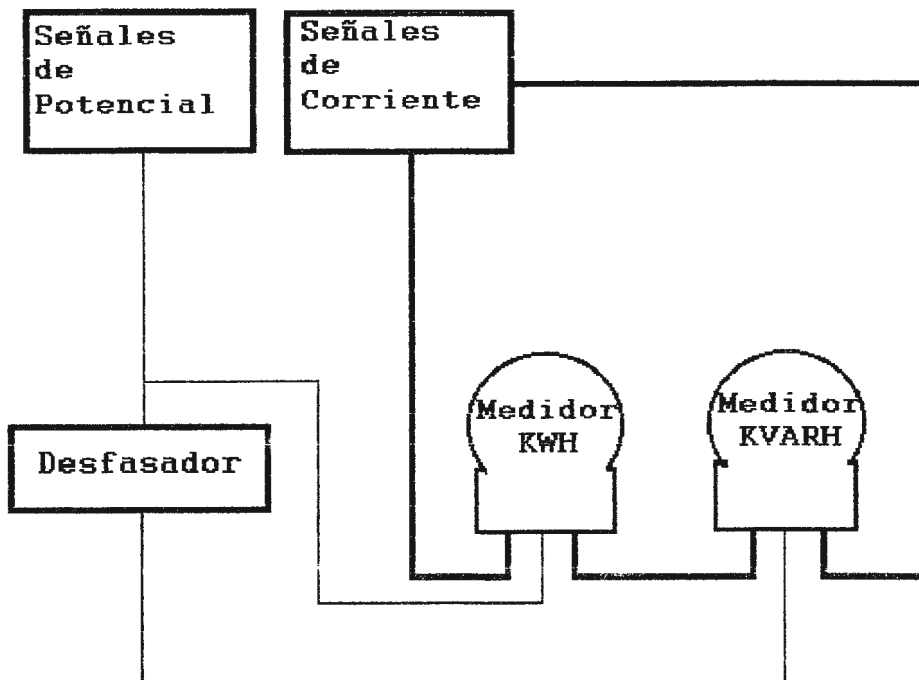 Señales
de
Potencial
Señales
de
Corriente
Medidor
KWH
Medidor
KVARH
Desfasador